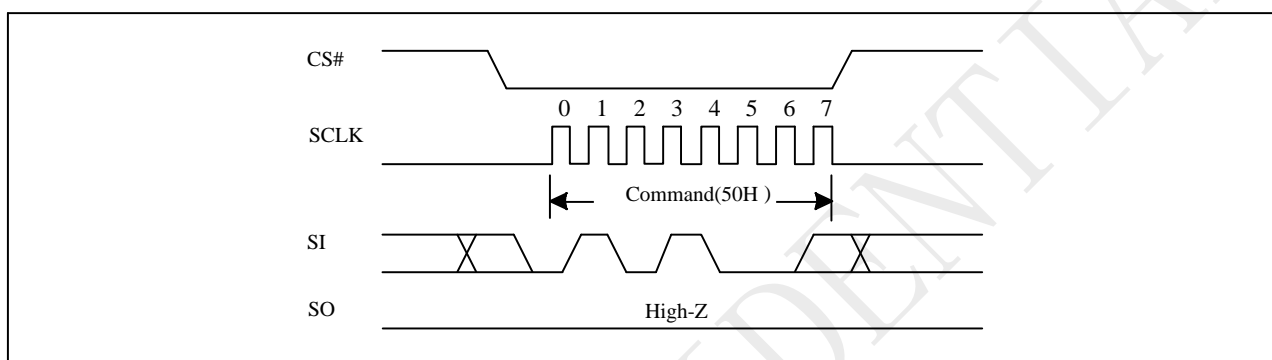 CS#
0 1 2 3 4 5 6 7
SCLK
Command(50H )
SI
SO High-Z